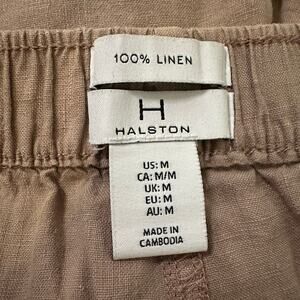 100% LINEN
H
HALSTON
US: M
CA: M/M
UK: M
EU: M
AU: M
MADE IN
CAMBODIA